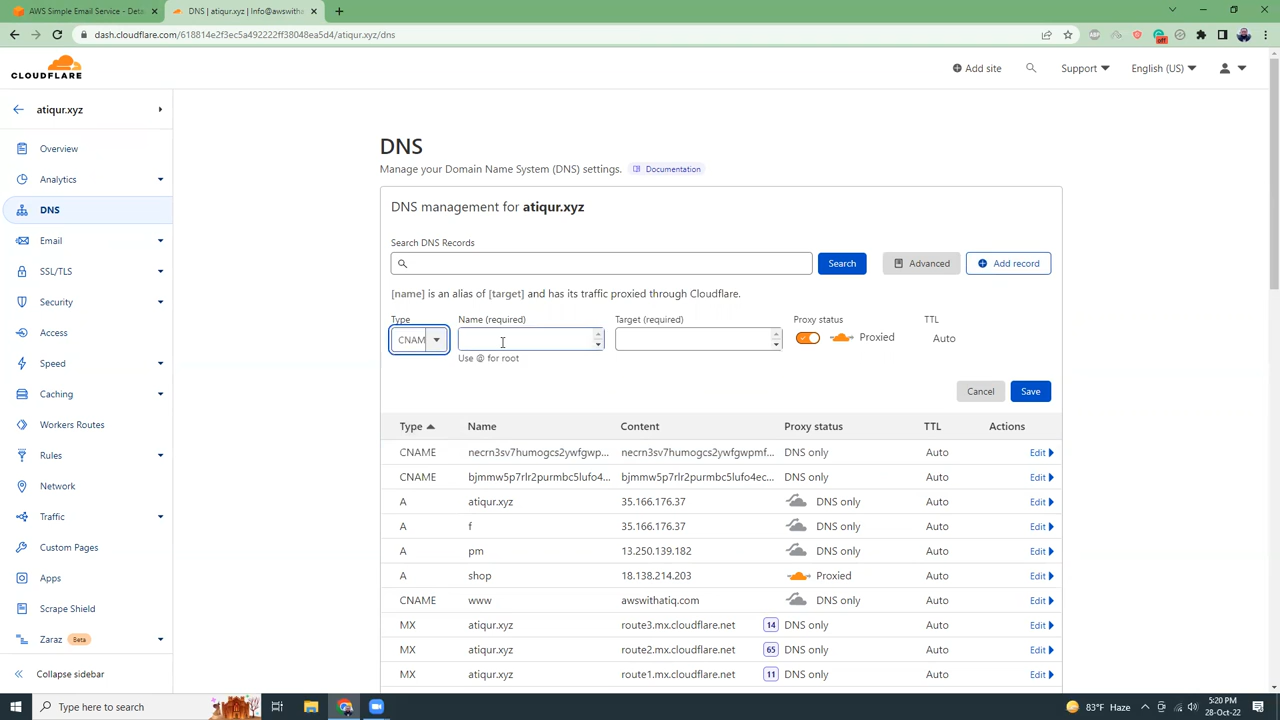 AWS Simple Email Service - Deta
DNS | atiqur.xyz | Info@awswitha
dash.cloudflare.com/618814e2f3ec5a492222ff38048ea5d4/atiqur.xyz/dns
off
CLOUDFLARE
Add site
Support
English (US)
atiqur.xyz
Overview
Analytics
DNS
Email
SSL/TLS
Security
Access
Speed
Caching
Workers Routes
Rules
Network
Traffic
Custom Pages
Apps
Scrape Shield
Zaraz Beta
Collapse sidebar
DNS
Manage your Domain Name System (DNS) settings. Documentation
DNS management for atiqur.xyz
Search DNS Records
Search Advanced Add record
[name] is an alias of [target] and has its traffic proxied through Cloudflare.
Type Name (required) Target (required) Proxy status TTL
CNAM Proxied Auto
Use @ for root
Cancel Save
Type Name Content Proxy status TTL Actions
CNAME necrn3sv7humogcs2ywfgwp... necrn3sv7humogcs2ywfgwpmf... DNS only Auto Edit
CNAME bjmmw5p7rlr2purmbc5lufo4... bjmmw5p7rlr2purmbc5lufo4ec... DNS only Auto Edit
A atiqur.xyz 35.166.176.37 DNS only Auto Edit
A f 35.166.176.37 DNS only Auto Edit
A pm 13.250.139.182 DNS only Auto Edit
A shop 18.138.214.203 Proxied Auto Edit
CNAME www awswithatiq.com DNS only Auto Edit
MX atiqur.xyz route3.mx.cloudflare.net 14 DNS only Auto Edit
MX atiqur.xyz route2.mx.cloudflare.net 65 DNS only Auto Edit
MX atiqur.xyz route1.mx.cloudflare.net 11 DNS only Auto Edit
Type here to search
83°F Haze
5:20 PM
28-Oct-22